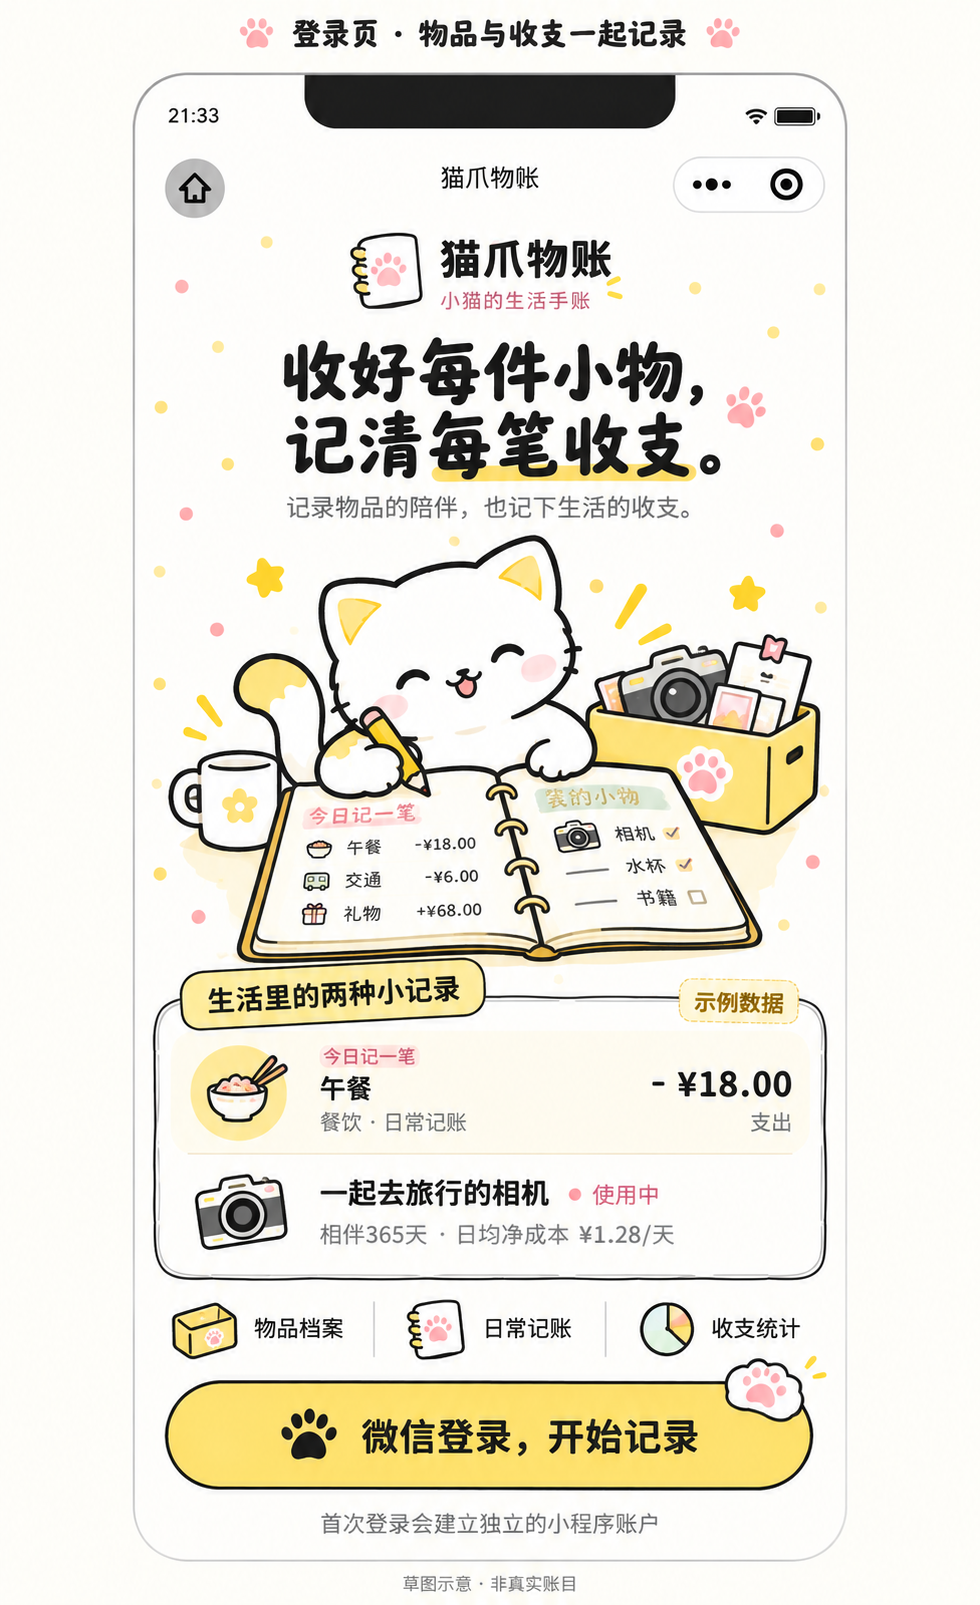 登录页 · 物品与收支一起记录
21:33
猫爪物账
猫爪物账
小猫的生活手账
收好每件小物，
记清每笔收支。
记录物品的陪伴，也记下生活的收支。
今日记一笔
午餐 -¥18.00
交通 -¥6.00
礼物 +¥68.00
我的小物
相机
水杯
书籍
生活里的两种小记录
示例数据
今日记一笔
午餐
- ¥18.00
餐饮 · 日常记账
支出
一起去旅行的相机
使用中
相伴365天 · 日均净成本 ¥1.28/天
物品档案
日常记账
收支统计
微信登录，开始记录
首次登录会建立独立的小程序账户
草图示意 · 非真实账目